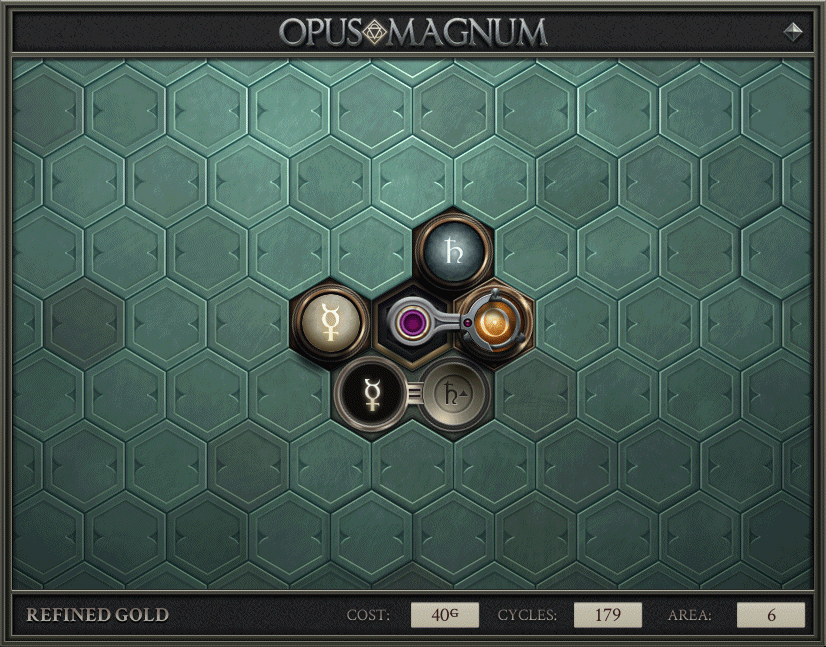 OPUS MAGNUM
♄
☿
☿ ♄
REFINED GOLD COST: 40G CYCLES: 179 AREA: 6